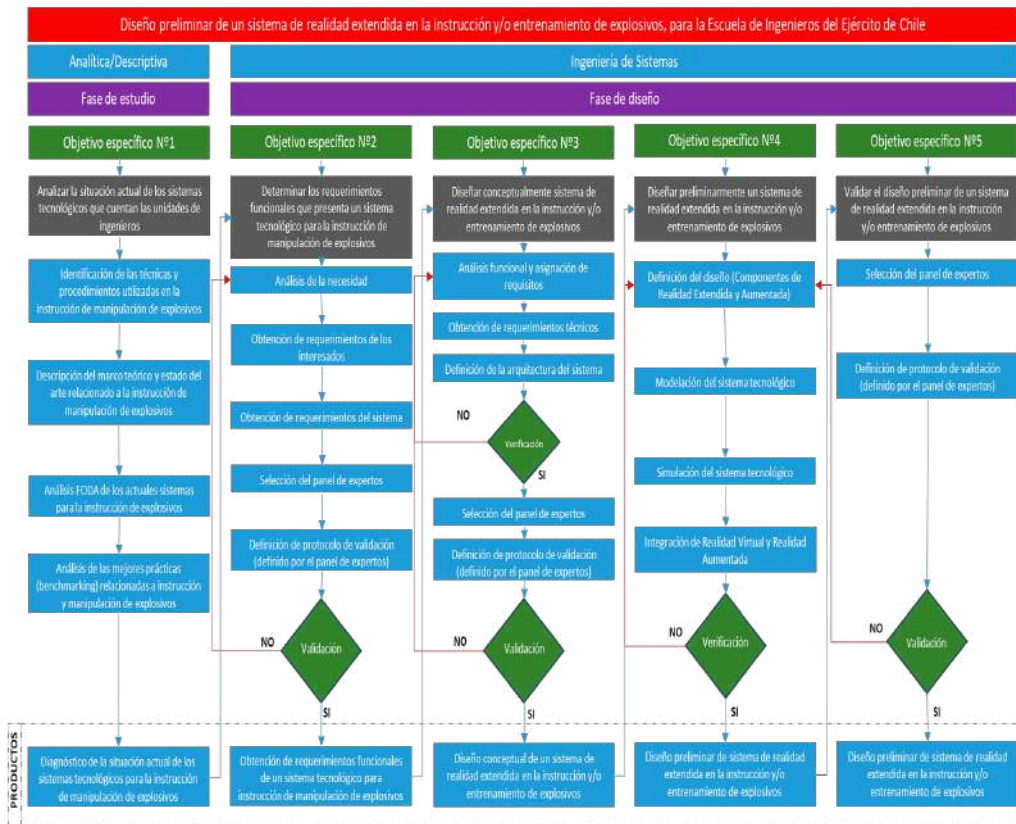 Diseño preliminar de un sistema de realidad extendida en la instrucción y/o entrenamiento de explosivos, para la Escuela de Ingenieros del Ejército de Chile
Analítica/Descriptiva
Ingeniería de Sistemas
Fase de estudio
Fase de diseño
Objetivo específico Nº1
Analizar la situación actual de los sistemas
tecnológicos que cuentan las unidades de
ingenieros
Identificación de las técnicas y
procedimientos utilizadas en la
instrucción de manipulación de explosivos
Descripción del marco teórico y estado del
arte relacionado a la instrucción de
manipulación de explosivos
Análisis FODA de los actuales sistemas
para la instrucción de explosivos
Análisis de las mejores prácticas
(benchmarking) relacionadas a instrucción
y manipulación de explosivos
Objetivo específico Nº2
Determinar los requerimientos
funcionales que presenta un sistema
tecnológico para la instrucción de
manipulación de explosivos
Análisis de la necesidad
Obtención de requerimientos de los
interesados
Obtención de requerimientos del sistema
Selección del panel de expertos
Definición de protocolo de validación
(definido por el panel de expertos)
NO
Validación
SI
Objetivo específico Nº3
Diseñar conceptualmente sistema de
realidad extendida en la instrucción y/o
entrenamiento de explosivos
Análisis funcional y asignación de
requisitos
Obtención de requerimientos técnicos
Definición de la arquitectura del sistema
NO
Verificación
SI
Selección del panel de expertos
Definición de protocolo de validación
(definido por el panel de expertos)
NO
Validación
SI
Objetivo específico Nº4
Diseñar preliminarmente un sistema de
realidad extendida en la instrucción y/o
entrenamiento de explosivos
Definición del diseño (Componentes de
Realidad Extendida y Aumentada)
Modelación del sistema tecnológico
Simulación del sistema tecnológico
Integración de Realidad Virtual y Realidad
Aumentada
NO
Verificación
SI
Objetivo específico Nº5
Validar el diseño preliminar de un sistema
de realidad extendida en la instrucción
y/o entrenamiento de explosivos
Selección del panel de expertos
Definición de protocolo de validación
(definido por el panel de expertos)
NO
Validación
SI
PRODUCTOS
Diagnóstico de la situación actual de los
sistemas tecnológicos para la instrucción
de manipulación de explosivos
Obtención de requerimientos funcionales
de un sistema tecnológico para
instrucción de manipulación de explosivos
Diseño conceptual de un sistema de
realidad extendida en la instrucción y/o
entrenamiento de explosivos
Diseño preliminar de sistema de realidad
extendida en la instrucción y/o
entrenamiento de explosivos
Diseño preliminar de sistema de realidad
extendida en la instrucción y/o
entrenamiento de explosivos